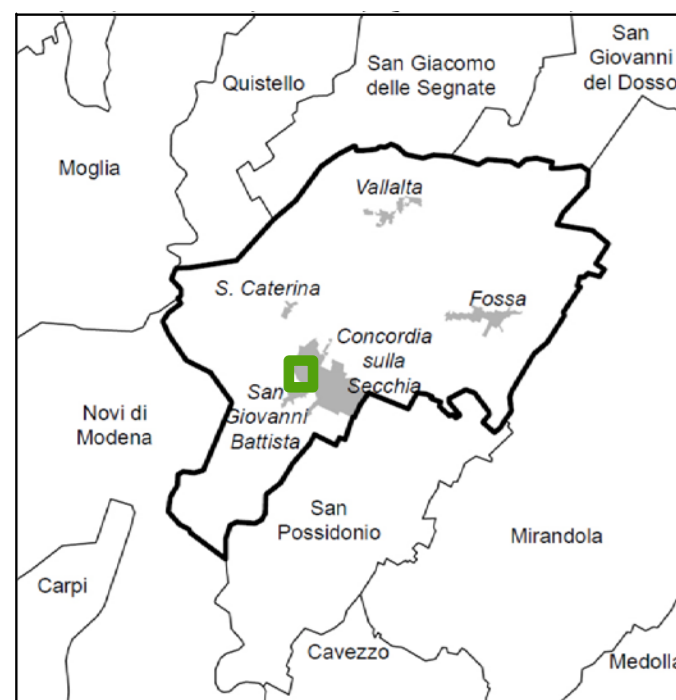 San
Giovanni
del Dosso
San Giacomo
delle Segnate
Quistello
Moglia
Vallalta
S. Caterina
Fossa
Concordia
sulla
Secchia
San
Giovanni
Battista
Novi di
Modena
San
Possidonio
Mirandola
Carpi
Cavezzo
Medolla